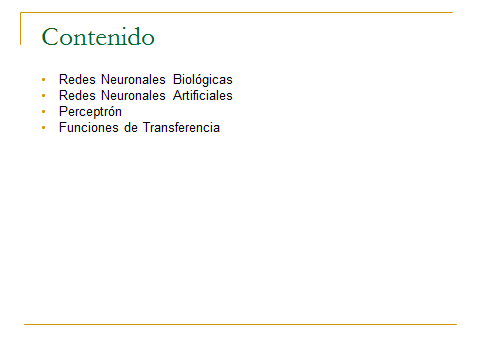 Contenido
Redes Neuronales Biológicas
Redes Neuronales Artificiales
Perceptrón
Funciones de Transferencia